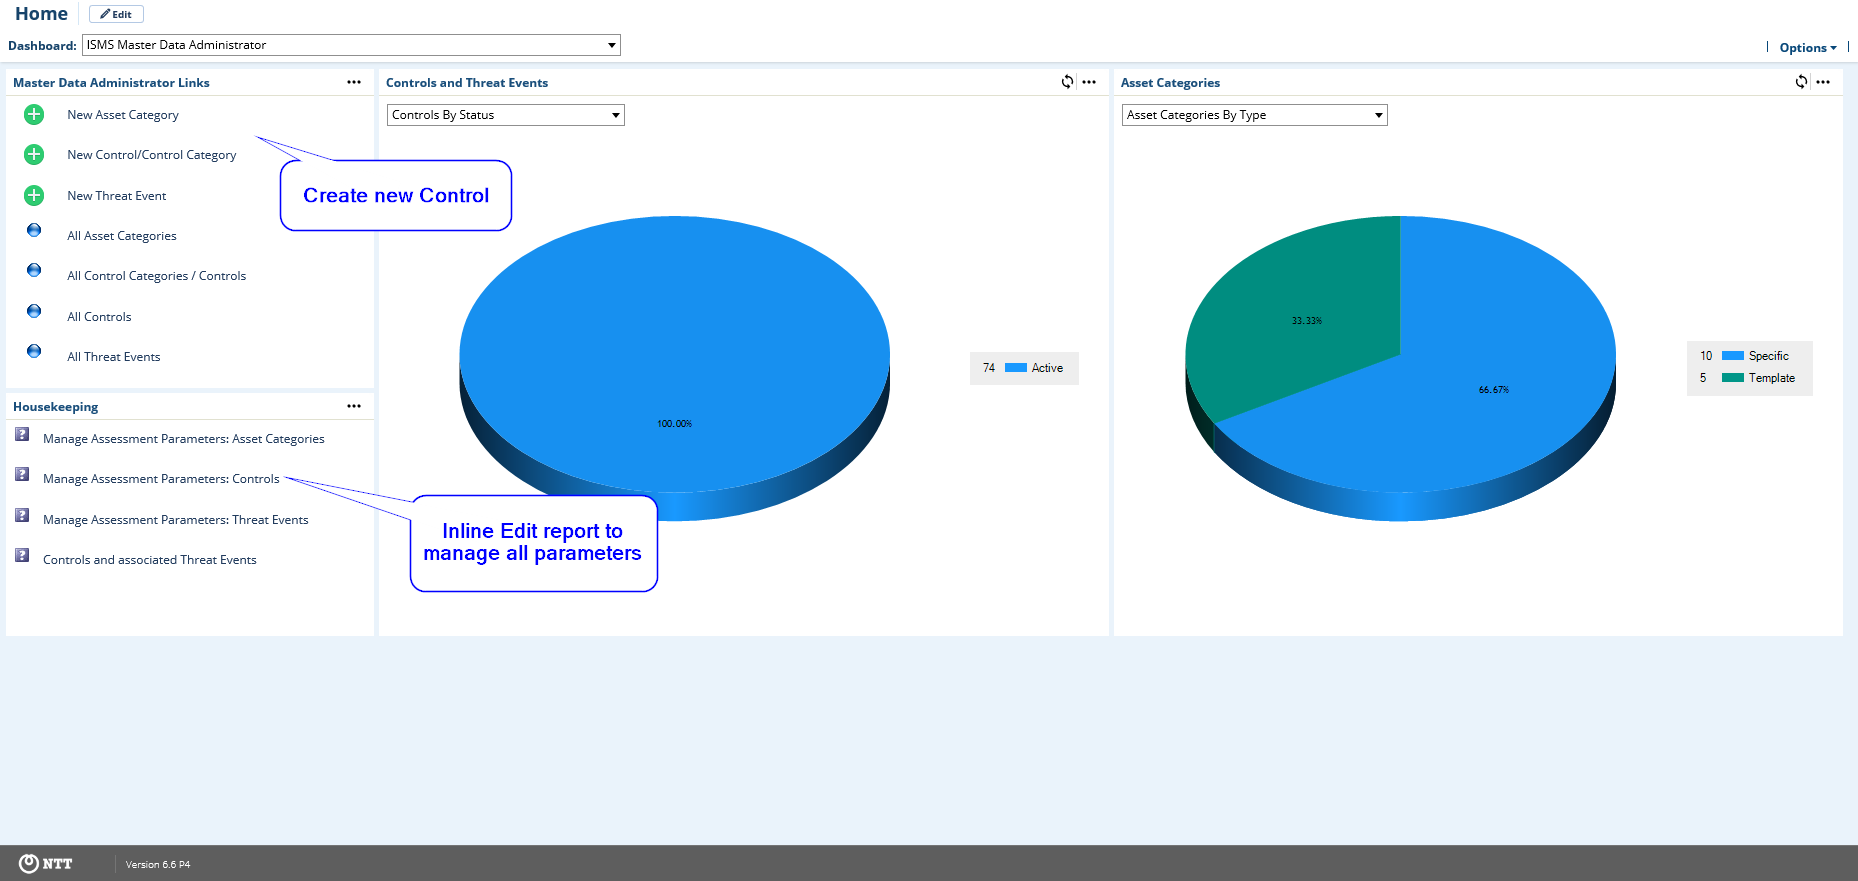 Home
Edit
Dashboard:
ISMS Master Data Administrator
Options
Master Data Administrator Links
New Asset Category
New Control/Control Category
New Threat Event
All Asset Categories
All Control Categories / Controls
All Controls
All Threat Events
Create new Control
Housekeeping
Manage Assessment Parameters: Asset Categories
Manage Assessment Parameters: Controls
Manage Assessment Parameters: Threat Events
Controls and associated Threat Events
Inline Edit report to
manage all parameters
Controls and Threat Events
Controls By Status
100.00%
74 Active
Asset Categories
Asset Categories By Type
33.33%
66.67%
10 Specific
5 Template
NTT
Version 6.6 P4